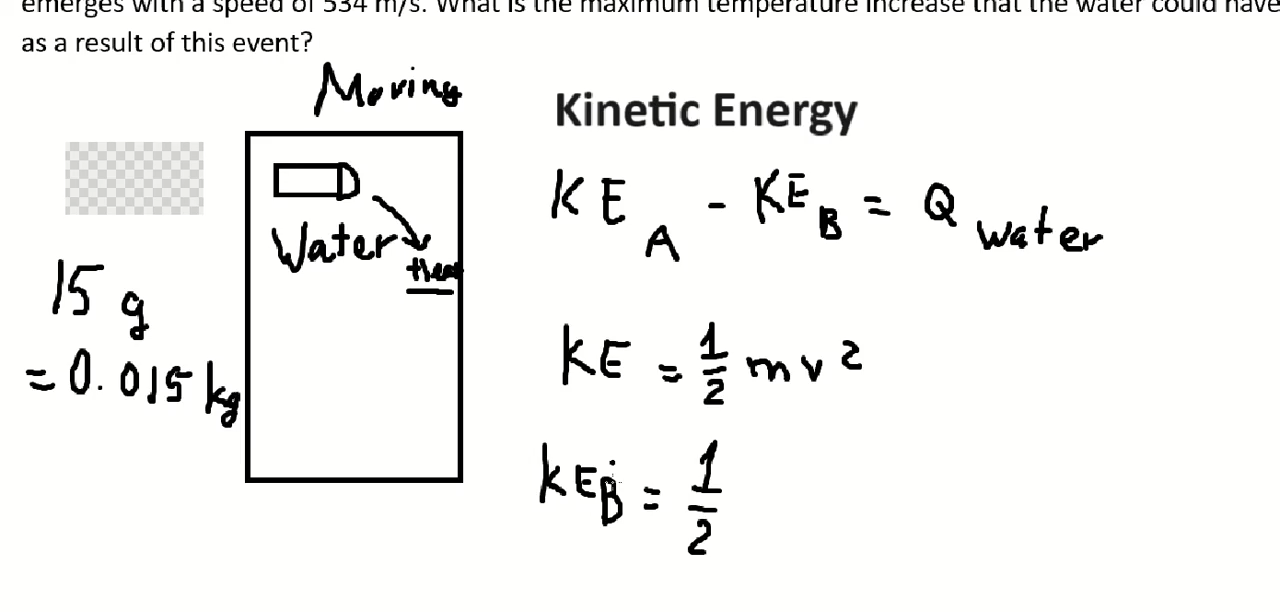 emerges with a speed of 534 m/s. What is the maximum temperature increase that the water could have
as a result of this event?
Moving
Kinetic Energy
KE A - KE B = Q water
Water
15 g
= 0.015 kg
KE = 1/2 mv²
KE B = 1/2